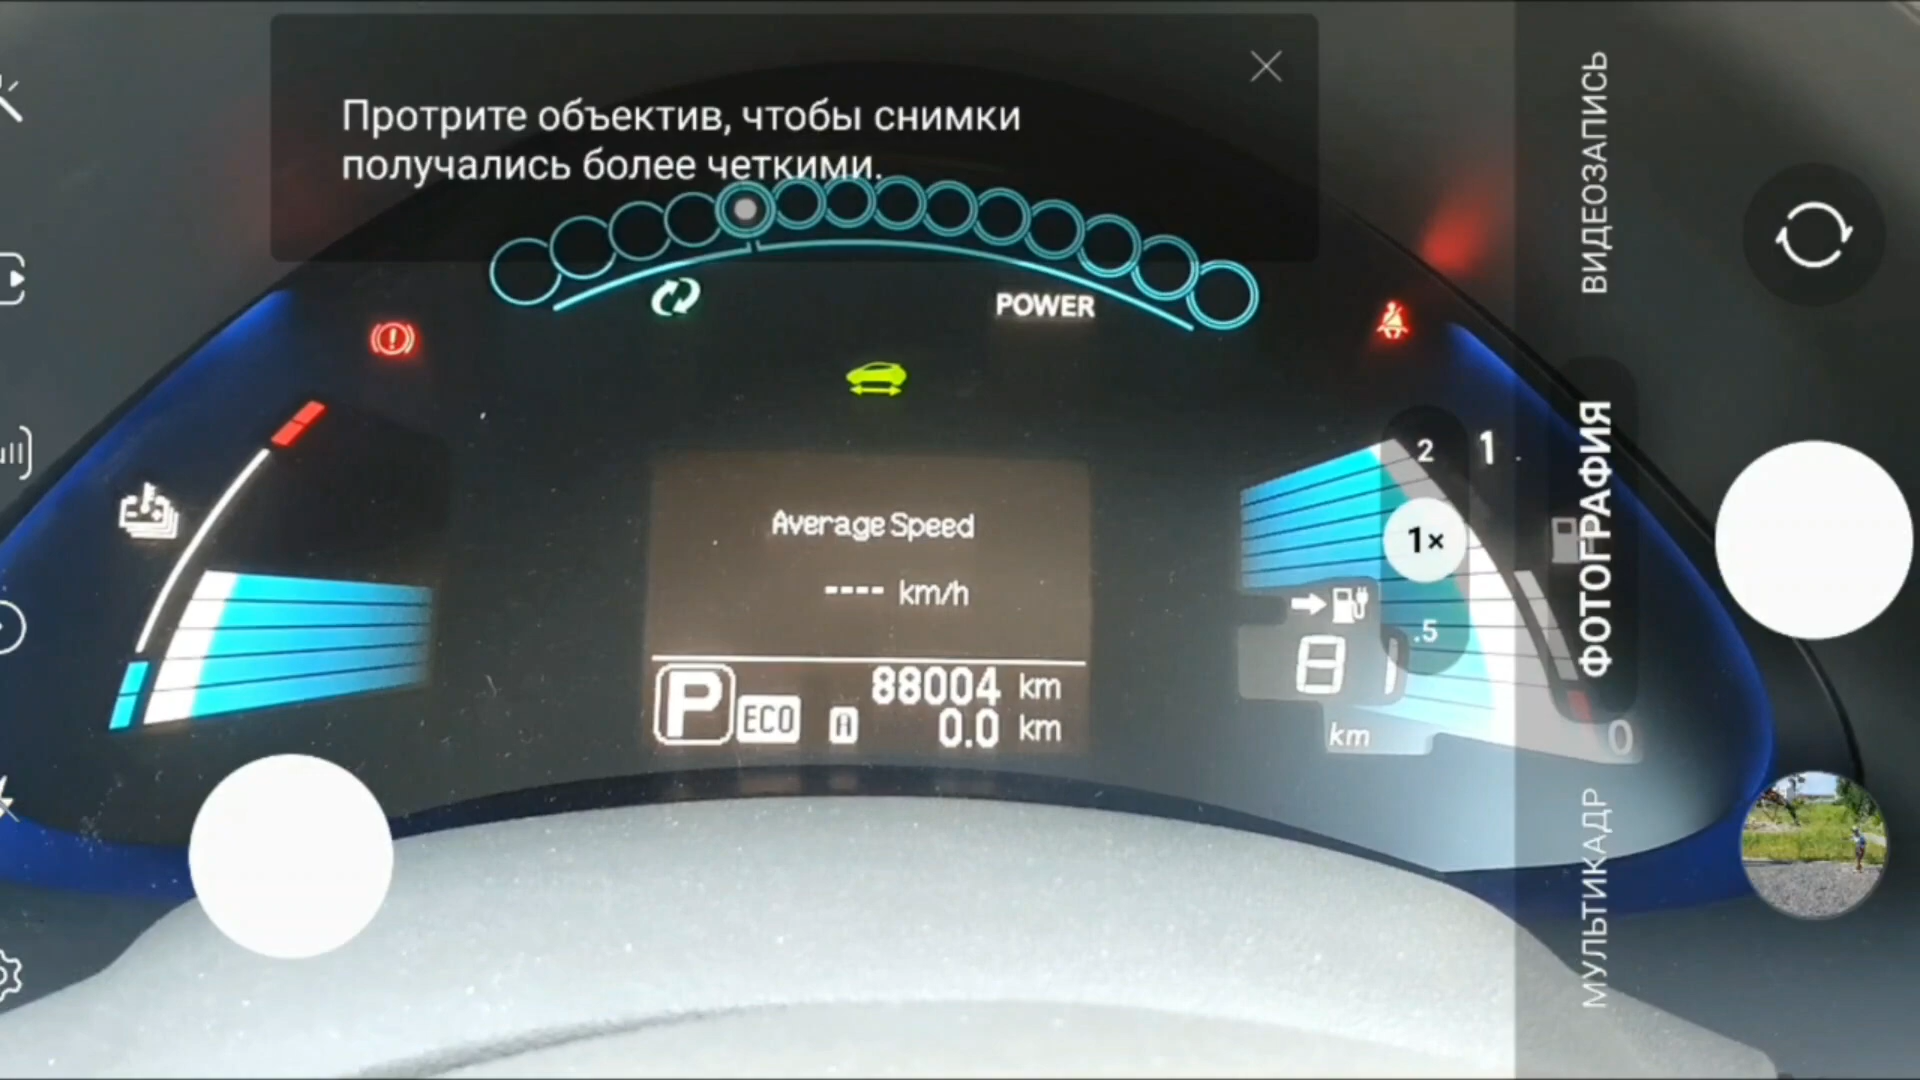 Протрите объектив, чтобы снимки
получались более четкими.
POWER
Average Speed
---- km/h
P ECO A
88004 km
0.0 km
2
1×
.5
1
81
km
0
ВИДЕОЗАПИСЬ
ФОТОГРАФИЯ
МУЛЬТИКАДР